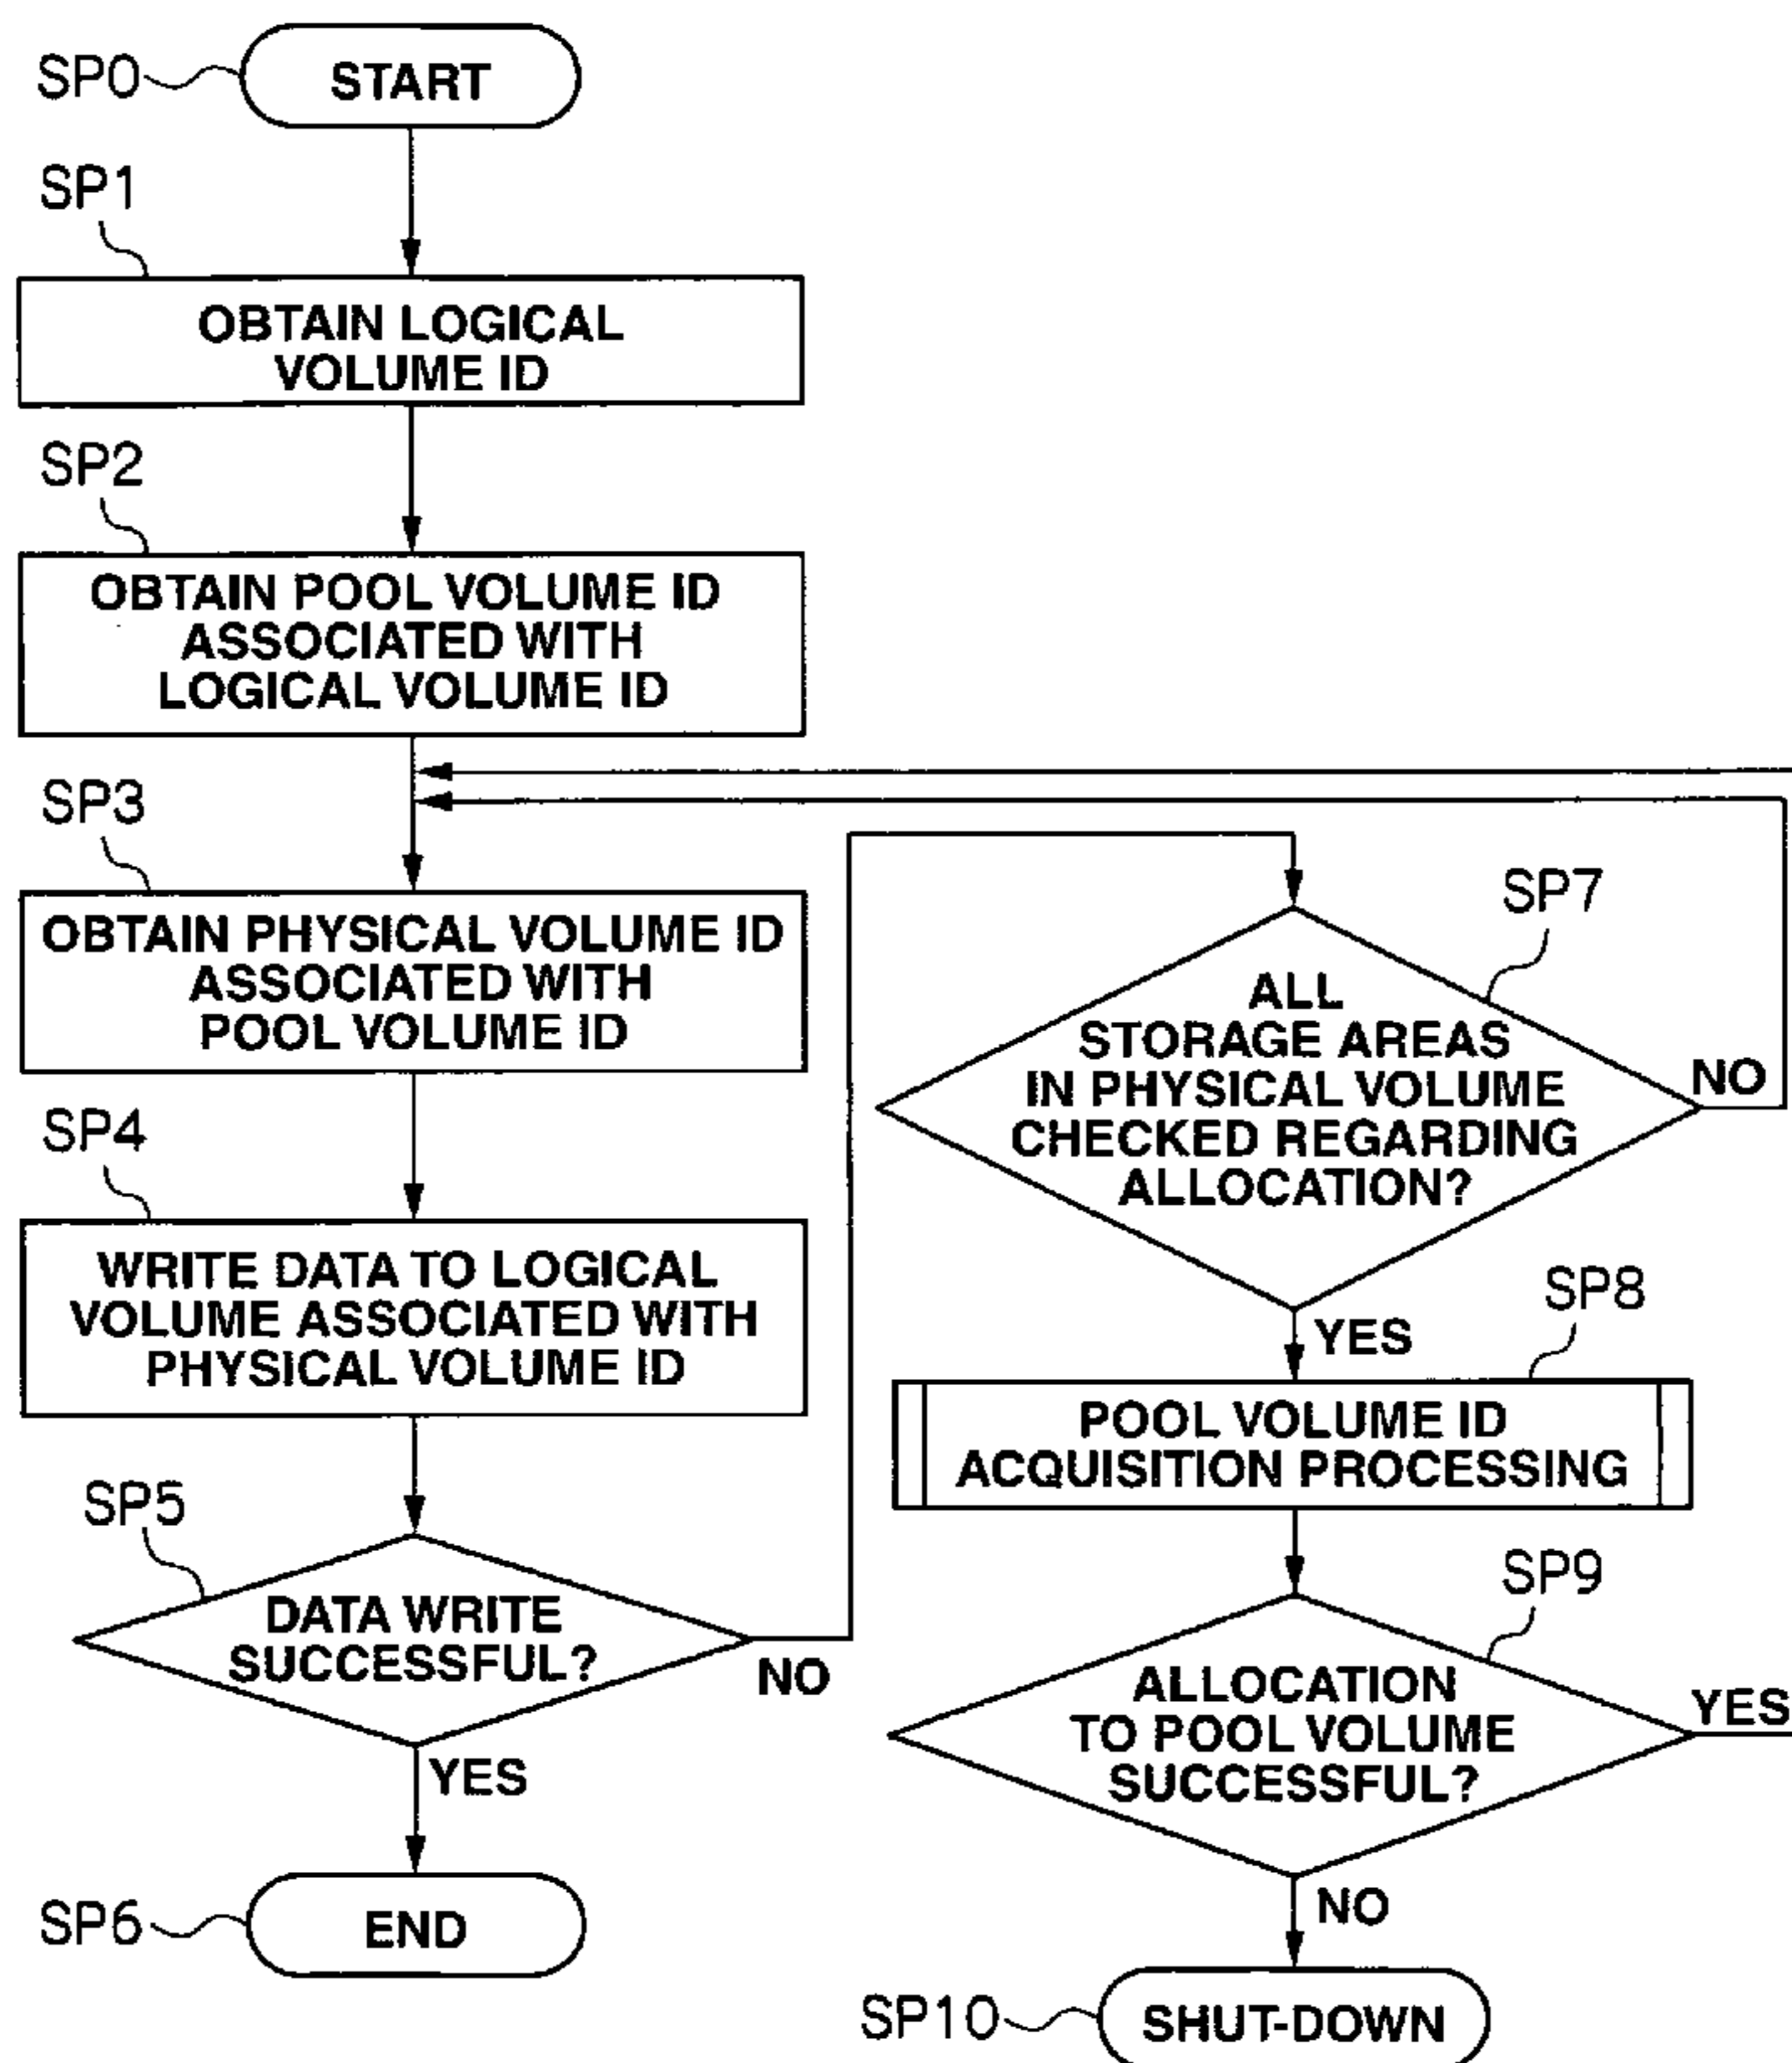 SP0
START
SP1
OBTAIN LOGICAL
VOLUME ID
SP2
OBTAIN POOL VOLUME ID
ASSOCIATED WITH
LOGICAL VOLUME ID
SP3
OBTAIN PHYSICAL VOLUME ID
ASSOCIATED WITH
POOL VOLUME ID
SP4
WRITE DATA TO LOGICAL
VOLUME ASSOCIATED WITH
PHYSICAL VOLUME ID
SP5
DATA WRITE
SUCCESSFUL?
NO
YES
SP6
END
SP7
ALL
STORAGE AREAS
IN PHYSICAL VOLUME
CHECKED REGARDING
ALLOCATION?
NO
YES
SP8
POOL VOLUME ID
ACQUISITION PROCESSING
SP9
ALLOCATION
TO POOL VOLUME
SUCCESSFUL?
YES
NO
SP10
SHUT-DOWN